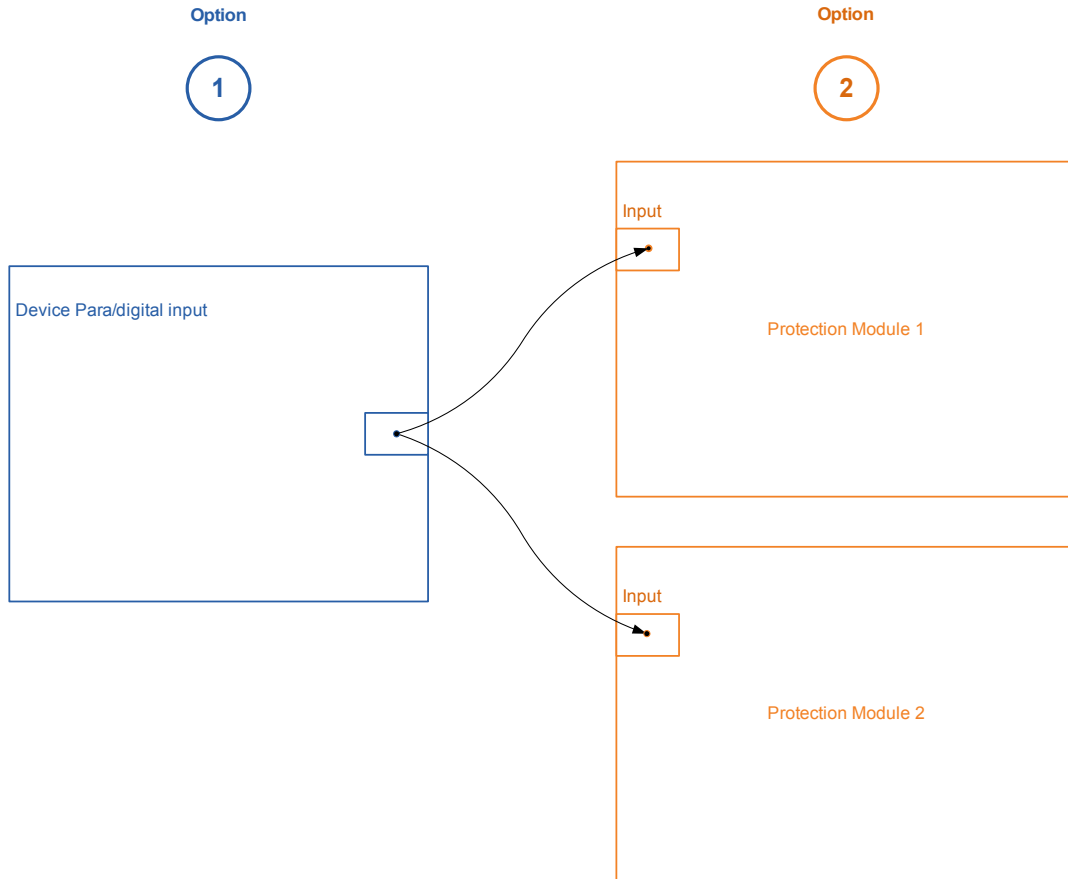 Option
Option
1
2
Input
Device Para/digital input
Protection Module 1
Input
Protection Module 2